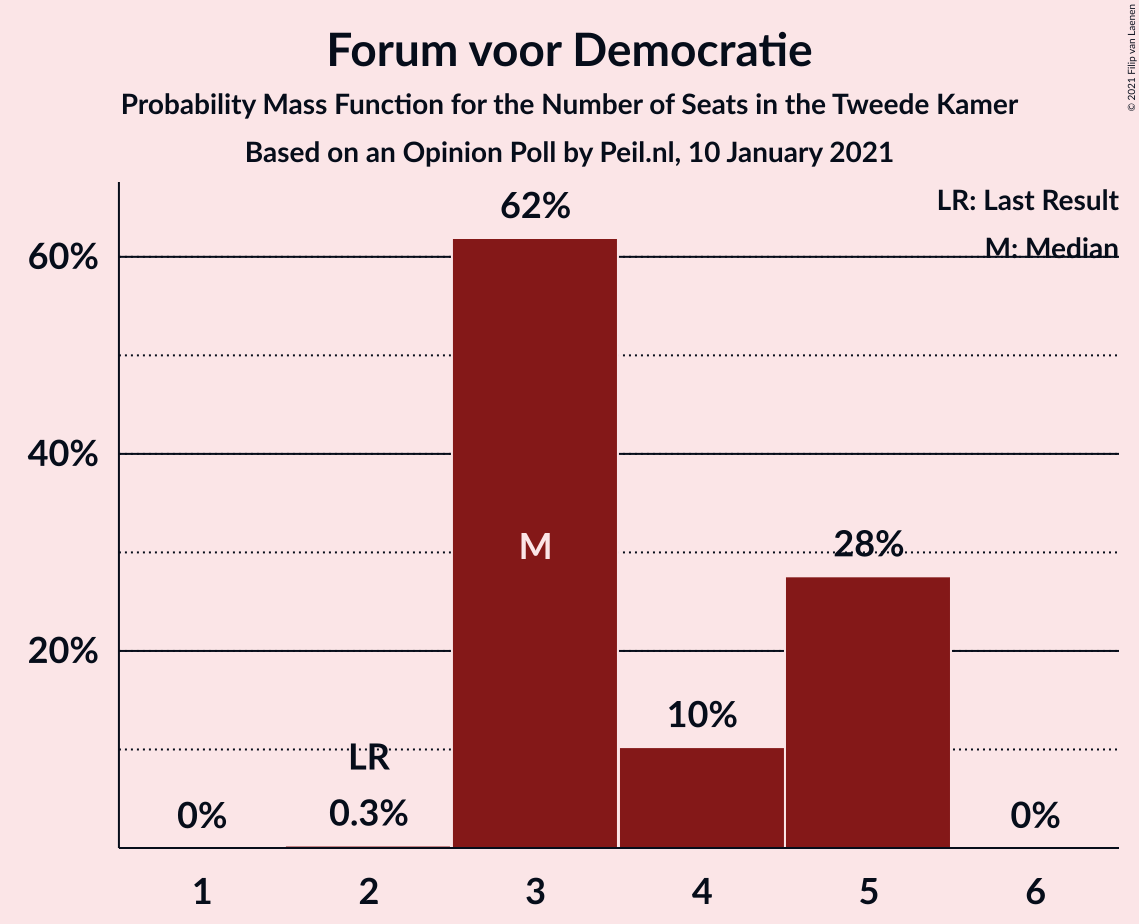 Forum voor Democratie
Probability Mass Function for the Number of Seats in the Tweede Kamer
Based on an Opinion Poll by Peil.nl, 10 January 2021
© 2021 Filip van Laenen
LR: Last Result
M: Median
62%
60%
40%
M
28%
20%
10%
LR
0%
0.3%
0%
1
2
3
4
5
6